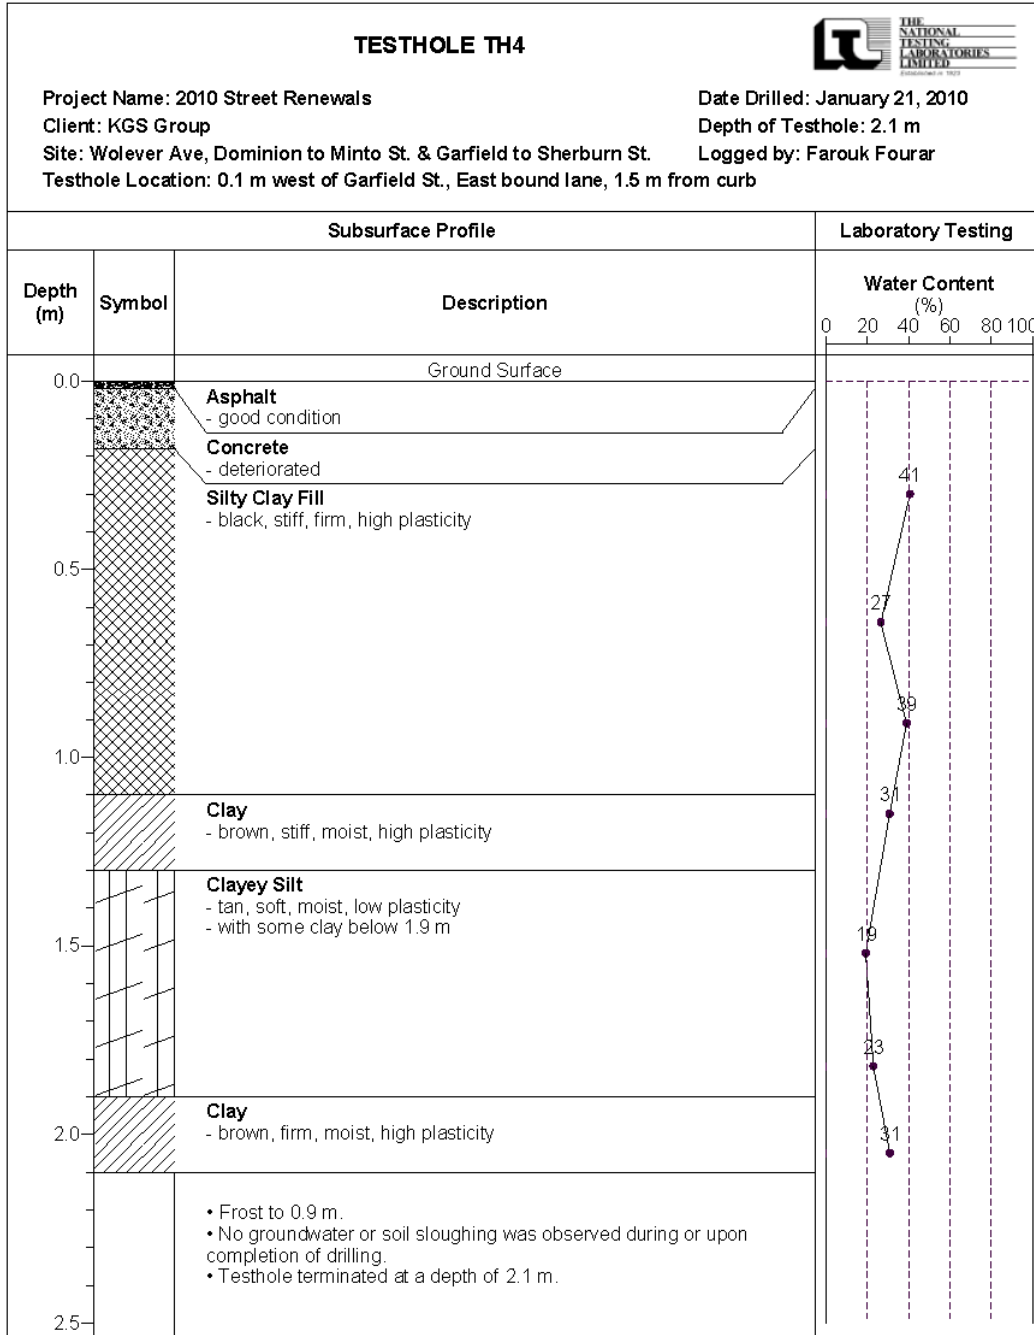 TESTHOLE TH4
THE
NATIONAL
TESTING
LABORATORIES
LIMITED
Established in 1923
Project Name: 2010 Street Renewals
Date Drilled: January 21, 2010
Client: KGS Group
Depth of Testhole: 2.1 m
Site: Wolever Ave, Dominion to Minto St. & Garfield to Sherburn St.
Logged by: Farouk Fourar
Testhole Location: 0.1 m west of Garfield St., East bound lane, 1.5 m from curb
Subsurface Profile
Laboratory Testing
Depth
(m)
Symbol
Description
Water Content
(%)
0 20 40 60 80 100
Ground Surface
0.0
Asphalt
- good condition
Concrete
- deteriorated
41
Silty Clay Fill
- black, stiff, firm, high plasticity
0.5
27
39
1.0
31
Clay
- brown, stiff, moist, high plasticity
Clayey Silt
- tan, soft, moist, low plasticity
- with some clay below 1.9 m
19
1.5
23
Clay
- brown, firm, moist, high plasticity
2.0
31
• Frost to 0.9 m.
• No groundwater or soil sloughing was observed during or upon
completion of drilling.
• Testhole terminated at a depth of 2.1 m.
2.5